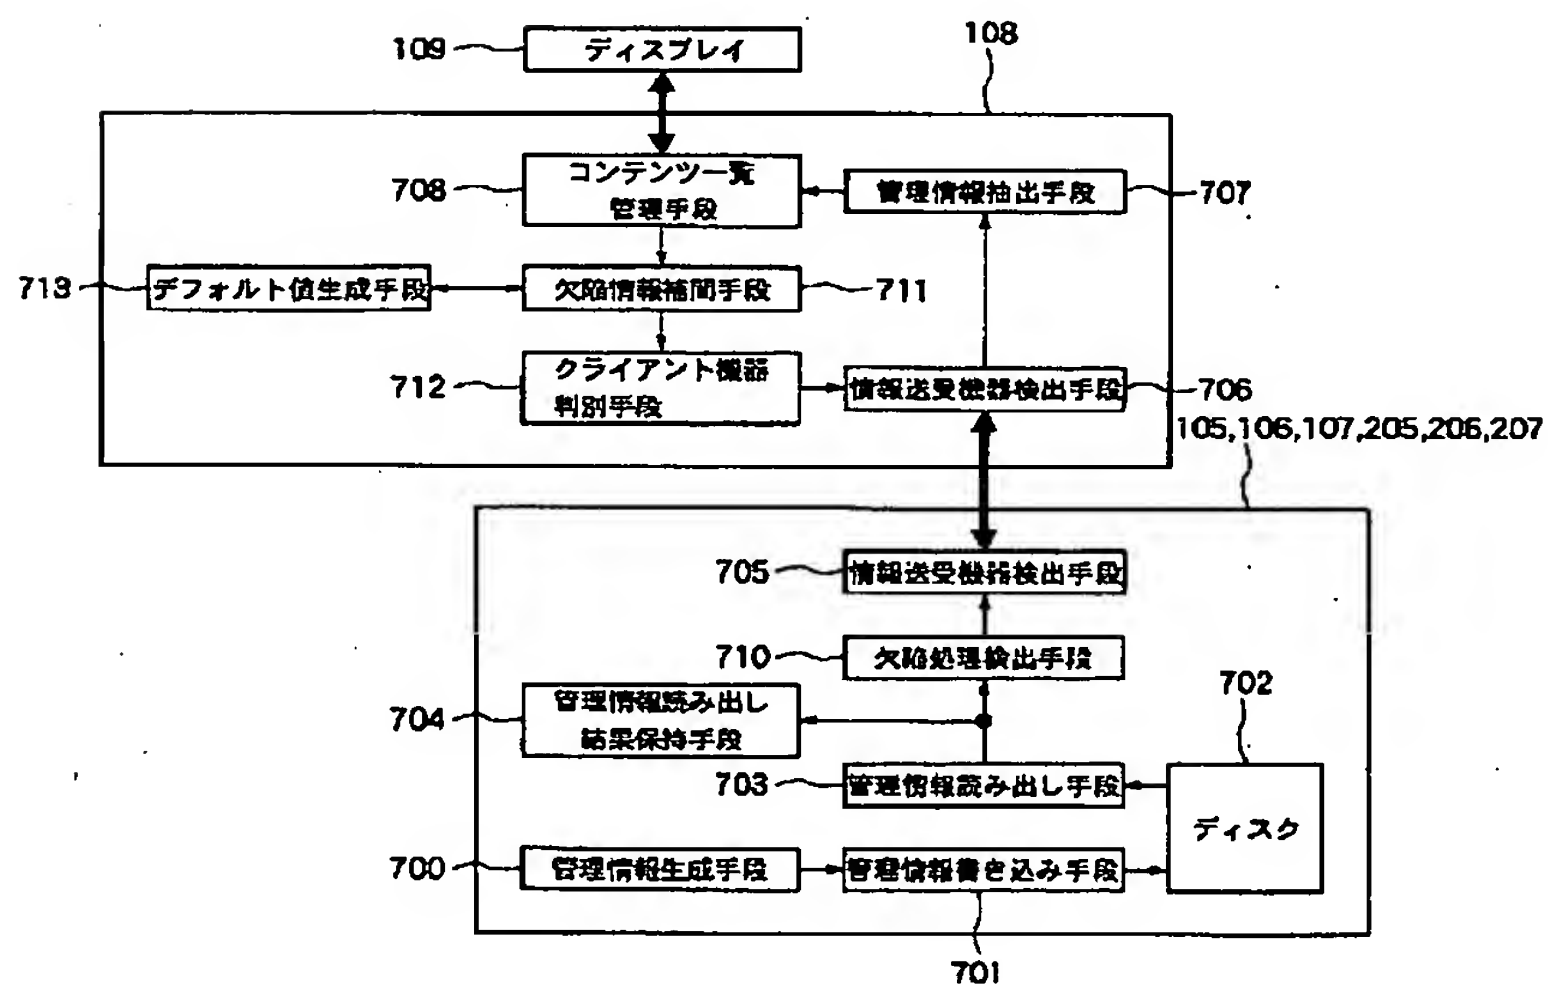 109
ディスプレイ
108
708
コンテンツ一覧
管理手段
管理情報抽出手段
707
713
デフォルト値生成手段
欠陥情報補間手段
711
712
クライアント機器
判別手段
情報送受機器検出手段
706
105,106,107,205,206,207
705
情報送受機器検出手段
710
欠陥処理検出手段
702
704
管理情報読み出し
結果保持手段
703
管理情報読み出し手段
ディスク
700
管理情報生成手段
管理情報書き込み手段
701